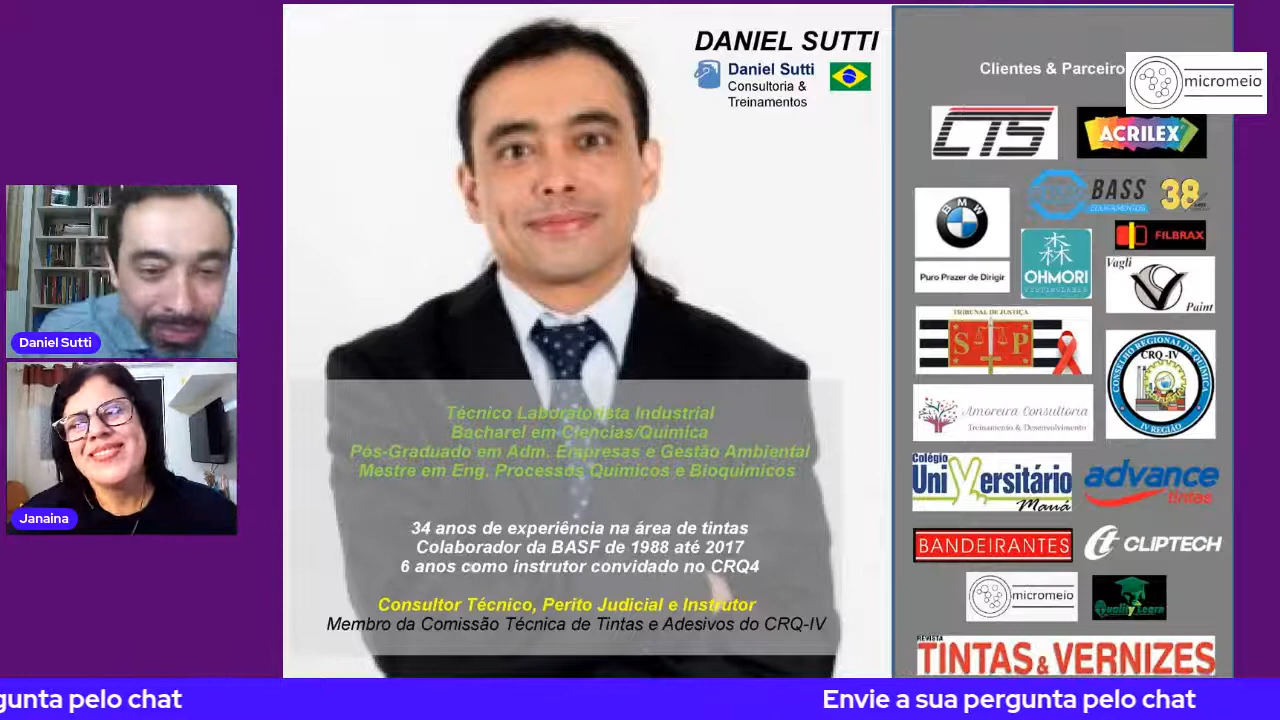 DANIEL SUTTI
Daniel Sutti
Consultoria &
Treinamentos
Técnico Laboratorista Industrial
Bacharel em Ciências/Química
Pós-Graduado em Adm. Empresas e Gestão Ambiental
Mestre em Eng. Processos Químicos e Bioquímicos
34 anos de experiência na área de tintas
Colaborador da BASF de 1988 até 2017
6 anos como instrutor convidado no CRQ4
Consultor Técnico, Perito Judicial e Instrutor
Membro da Comissão Técnica de Tintas e Adesivos do CRQ-IV
Clientes & Parceiro
micromeio
CTS
ACRILEX
BASS
EQUIPAMENTOS
38
BMW
Puro Prazer de Dirigir
森
OHMORI
VESTIBULARES
FILBRAX
Vagli
Paint
TRIBUNAL DE JUSTIÇA
S P
CONSELHO REGIONAL DE QUÍMICA
CRQ-IV
IV REGIÃO
Amoreira Consultoria
Treinamento & Desenvolvimento
Colégio
UniVersitário
Mauá
advance
tintas
BANDEIRANTES
CLIPTECH
micromeio
Quality Learn
REVISTA
TINTAS & VERNIZES
Daniel Sutti
Janaina
gunta pelo chat
Envie a sua pergunta pelo chat